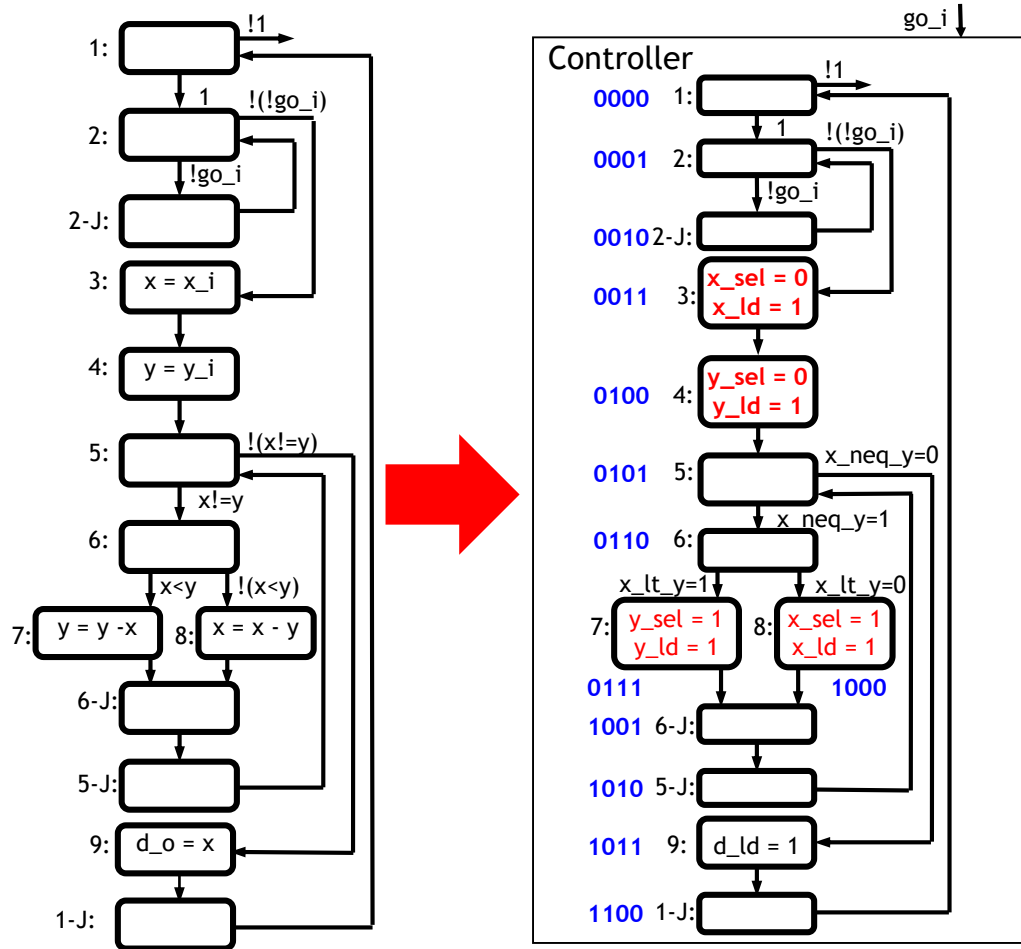 1:
!1
1
!(!go_i)
2:
!go_i
2-J:
3:
x = x_i
4:
y = y_i
5:
!(x!=y)
x!=y
6:
x<y
!(x<y)
7:
y = y -x
8:
x = x - y
6-J:
5-J:
9:
d_o = x
1-J:
go_i
Controller
!1
0000 1:
1
!(!go_i)
0001 2:
!go_i
0010 2-J:
0011 3:
x_sel = 0
x_ld = 1
0100 4:
y_sel = 0
y_ld = 1
x_neq_y=0
0101 5:
x_neq_y=1
0110 6:
x_lt_y=1
x_lt_y=0
7:
y_sel = 1
y_ld = 1
8:
x_sel = 1
x_ld = 1
0111
1000
1001 6-J:
1010 5-J:
1011 9:
d_ld = 1
1100 1-J: